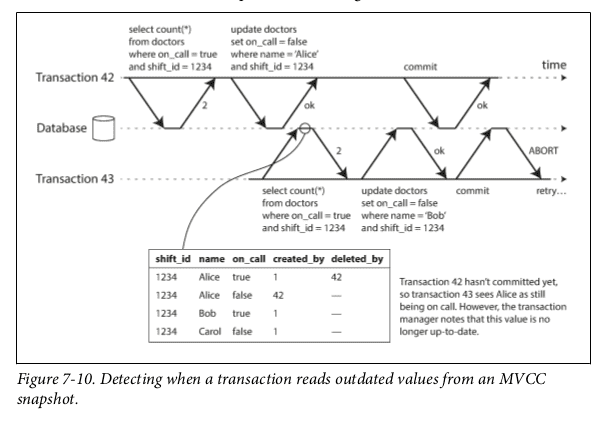 select count(*)
from doctors
where on_call = true
and shift_id = 1234
update doctors
set on_call = false
where name = 'Alice'
and shift_id = 1234
commit
time
Transaction 42
2
ok
ok
Database
2
ok
ABORT
Transaction 43
select count(*)
from doctors
where on_call = true
and shift_id = 1234
update doctors
set on_call = false
where name = 'Bob'
and shift_id = 1234
commit
retry…
shift_id name on_call created_by deleted_by
1234 Alice true 1 42
1234 Alice false 42 —
1234 Bob true 1 —
1234 Carol false 1 —
Transaction 42 hasn't committed yet,
so transaction 43 sees Alice as still
being on call. However, the transaction
manager notes that this value is no
longer up-to-date.
Figure 7-10. Detecting when a transaction reads outdated values from an MVCC
snapshot.